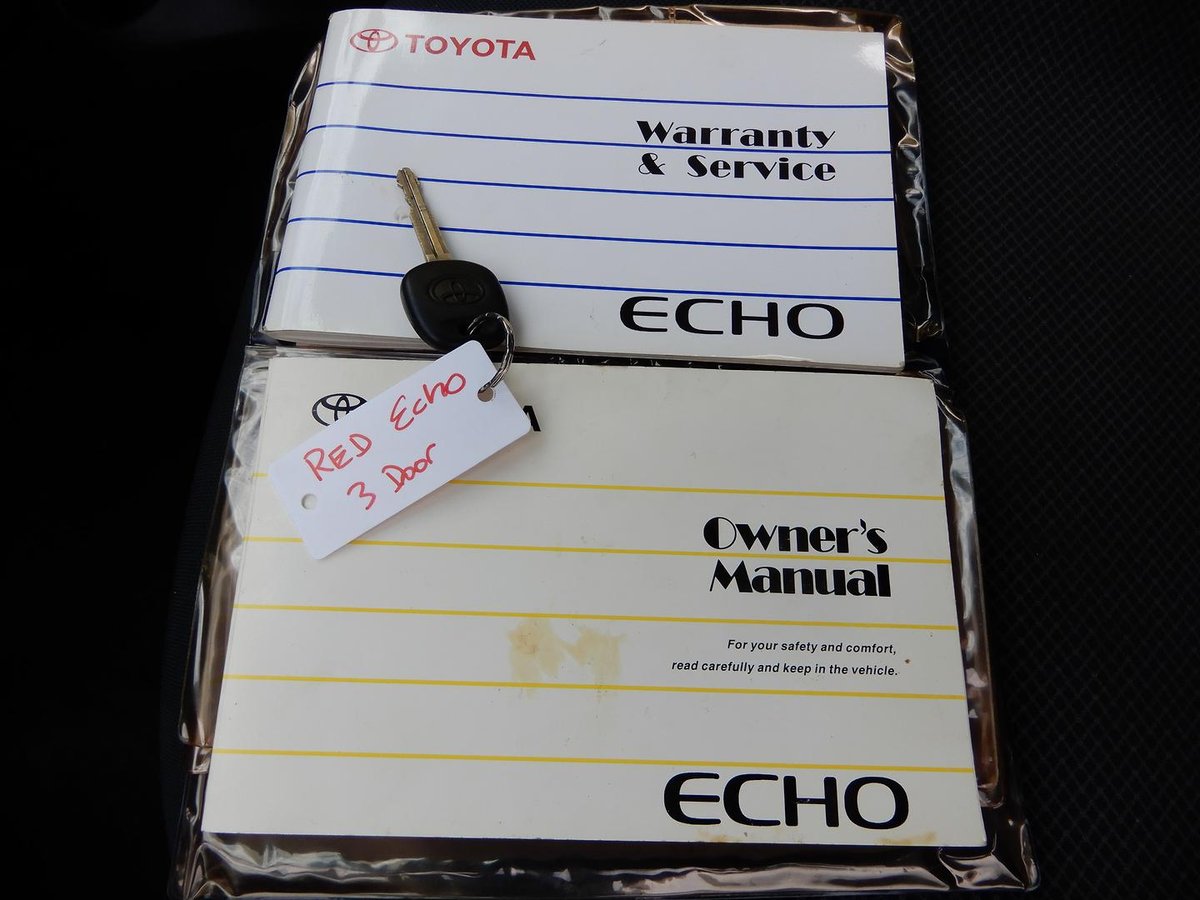 TOYOTA
Warranty
& Service
ECHO
RED Echo
3 Door
Owner's
Manual
For your safety and comfort,
read carefully and keep in the vehicle.
ECHO